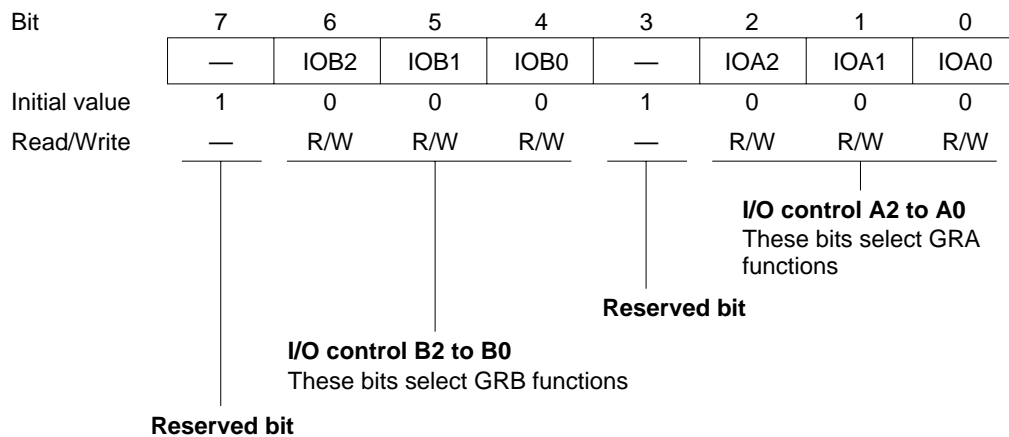 Bit 7 6 5 4 3 2 1 0
— IOB2 IOB1 IOB0 — IOA2 IOA1 IOA0
Initial value 1 0 0 0 1 0 0 0
Read/Write — R/W R/W R/W — R/W R/W R/W
I/O control A2 to A0
These bits select GRA
functions
Reserved bit
I/O control B2 to B0
These bits select GRB functions
Reserved bit